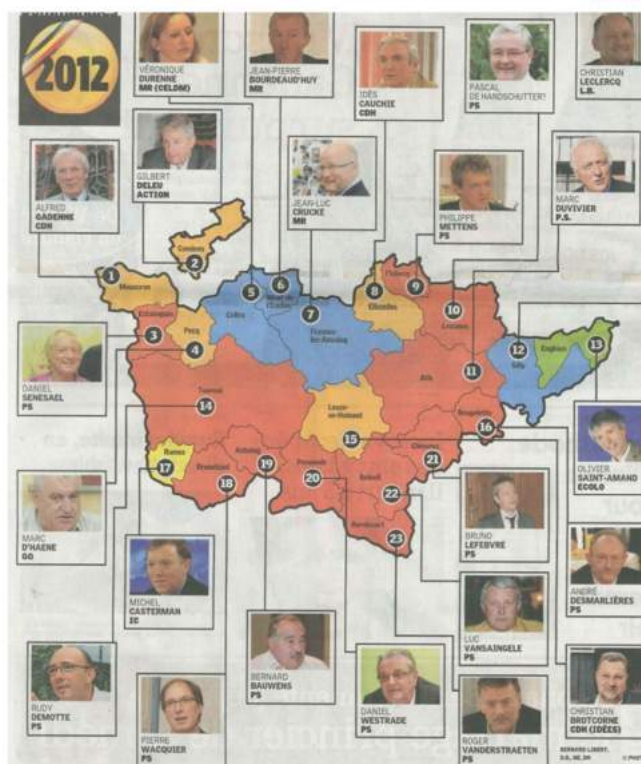 2012
VÉRONIQUE
DURENNE
MR (CELDM)
JEAN-PIERRE
BOURDEAUD'HUY
MR
IDÈS
CAUCHIE
CDH
PASCAL
DE HANDSCHUTTER
PS
CHRISTIAN
LECLERCQ
L.B.
ALFRED
GADENNE
CDH
GILBERT
DELEU
ACTION
JEAN-LUC
CRUCKE
MR
PHILIPPE
METTENS
PS
MARC
DUVIVIER
P.S.
Comines
2
1
Mouscron
5
Celles
6
Mont de
l'Enclus
7
Frasnes-
lez-Anvaing
8
Ellezelles
Flobecq
9
10
Lessines
Estaimpuis
3
Pecq
4
11
Ath
12
Silly
Enghien
13
DANIEL
SENESAEL
PS
Tournai
14
Leuze-
en-Hainaut
15
Brugelette
16
OLIVIER
SAINT-AMAND
ECOLO
Rumes
17
Brunehaut
18
Antoing
19
Péruwelz
20
Chièvres
21
Beloeil
22
Bernissart
23
MARC
D'HAENE
GO
MICHEL
CASTERMAN
IC
BRUNO
LEFEBVRE
PS
ANDRÉ
DESMARLIÈRES
PS
LUC
VANSAINGELE
PS
RUDY
DEMOTTE
PS
PIERRE
WACQUIER
PS
BERNARD
BAUWENS
PS
DANIEL
WESTRADE
PS
ROGER
VANDERSTRAETEN
PS
CHRISTIAN
BROTCORNE
CDH (IDÉES)
BERNARD LIBERT,